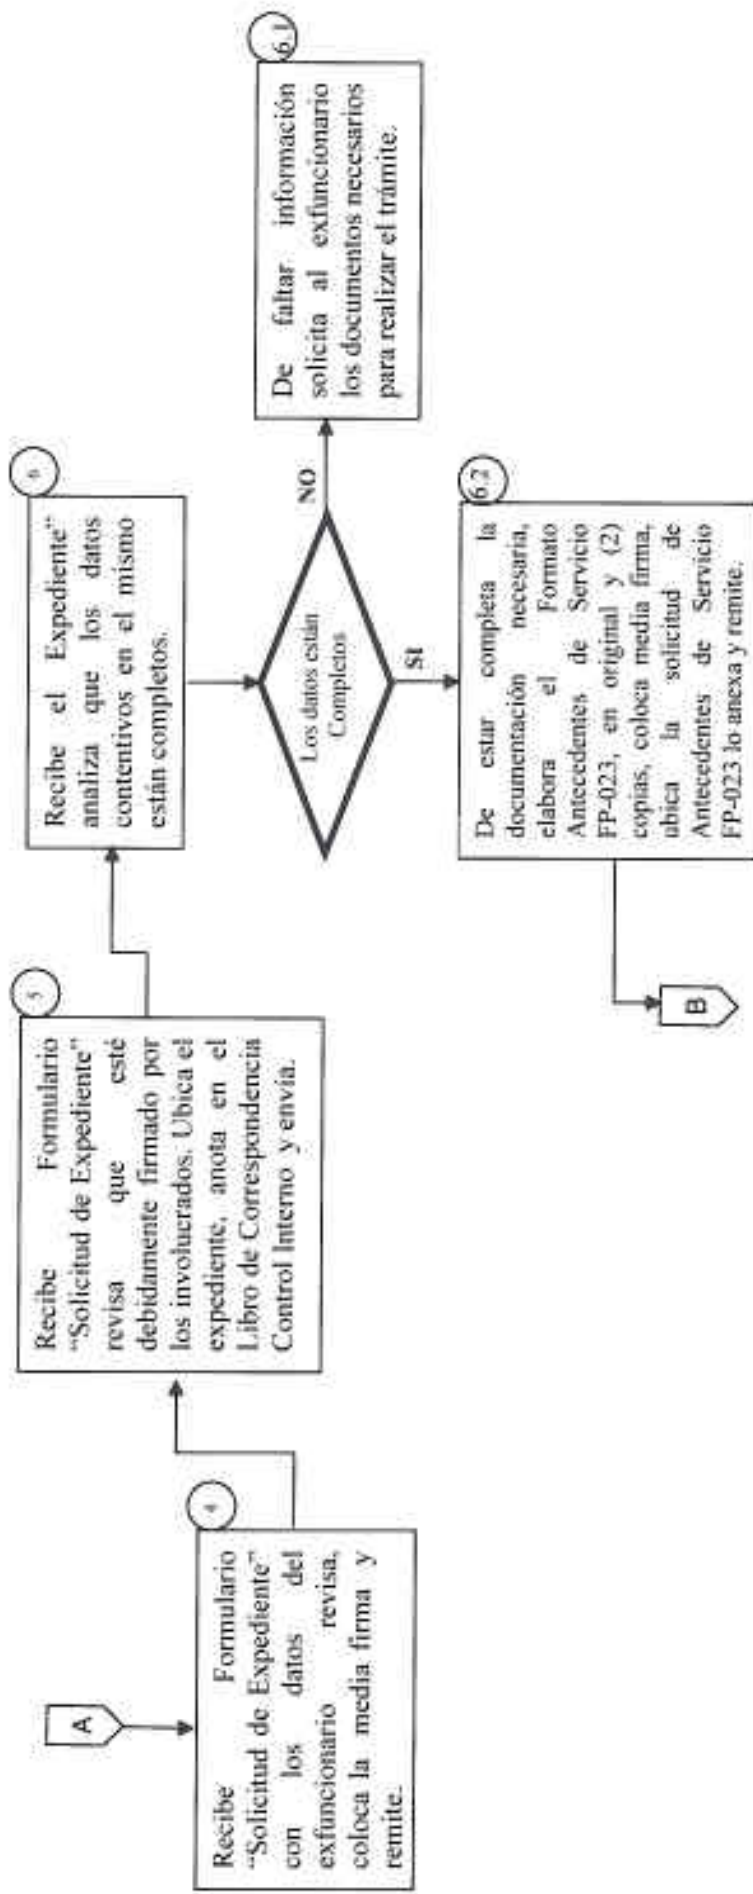 A
4
Recibe Formulario
“Solicitud de Expediente”
con los datos del
exfuncionario revisa,
coloca la media firma y
remite.
5
Recibe Formulario
“Solicitud de Expediente”
revisa que esté
debidamente firmado por
los involucrados. Ubica el
expediente, anota en el
Libro de Correspondencia
Control Interno y envía.
6
Recibe el Expediente”
analiza que los datos
contentivos en el mismo
están completos.
Los datos están
Completos
NO
6.1
De faltar información
solicita al exfuncionario
los documentos necesarios
para realizar el trámite.
SI
6.2
De estar completa la
documentación necesaria,
elabora el Formato
Antecedentes de Servicio
FP-023, en original y (2)
copias, coloca media firma,
ubica la solicitud de
Antecedentes de Servicio
FP-023 lo anexa y remite.
B